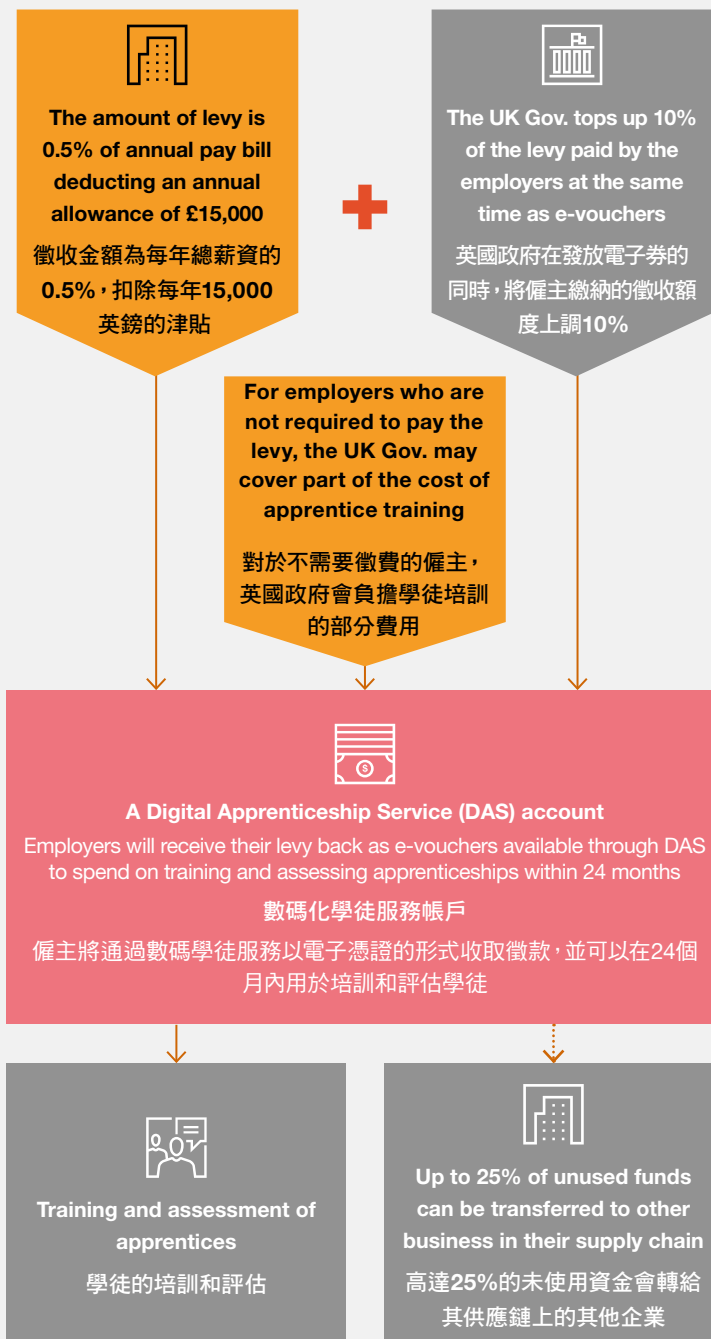 The amount of levy is
0.5% of annual pay bill
deducting an annual
allowance of £15,000
徵收金額為每年總薪資的
0.5%，扣除每年15,000
英鎊的津貼
The UK Gov. tops up 10%
of the levy paid by the
employers at the same
time as e-vouchers
英國政府在發放電子券的
同時，將僱主繳納的徵收額
度上調10%
For employers who are
not required to pay the
levy, the UK Gov. may
cover part of the cost of
apprentice training
對於不需要徵費的僱主，
英國政府會負擔學徒培訓
的部分費用
A Digital Apprenticeship Service (DAS) account
Employers will receive their levy back as e-vouchers available through DAS
to spend on training and assessing apprenticeships within 24 months
數碼化學徒服務帳戶
僱主將通過數碼學徒服務以電子憑證的形式收取徵款，並可以在24個
月內用於培訓和評估學徒
Training and assessment of
apprentices
學徒的培訓和評估
Up to 25% of unused funds
can be transferred to other
business in their supply chain
高達25%的未使用資金會轉給
其供應鏈上的其他企業